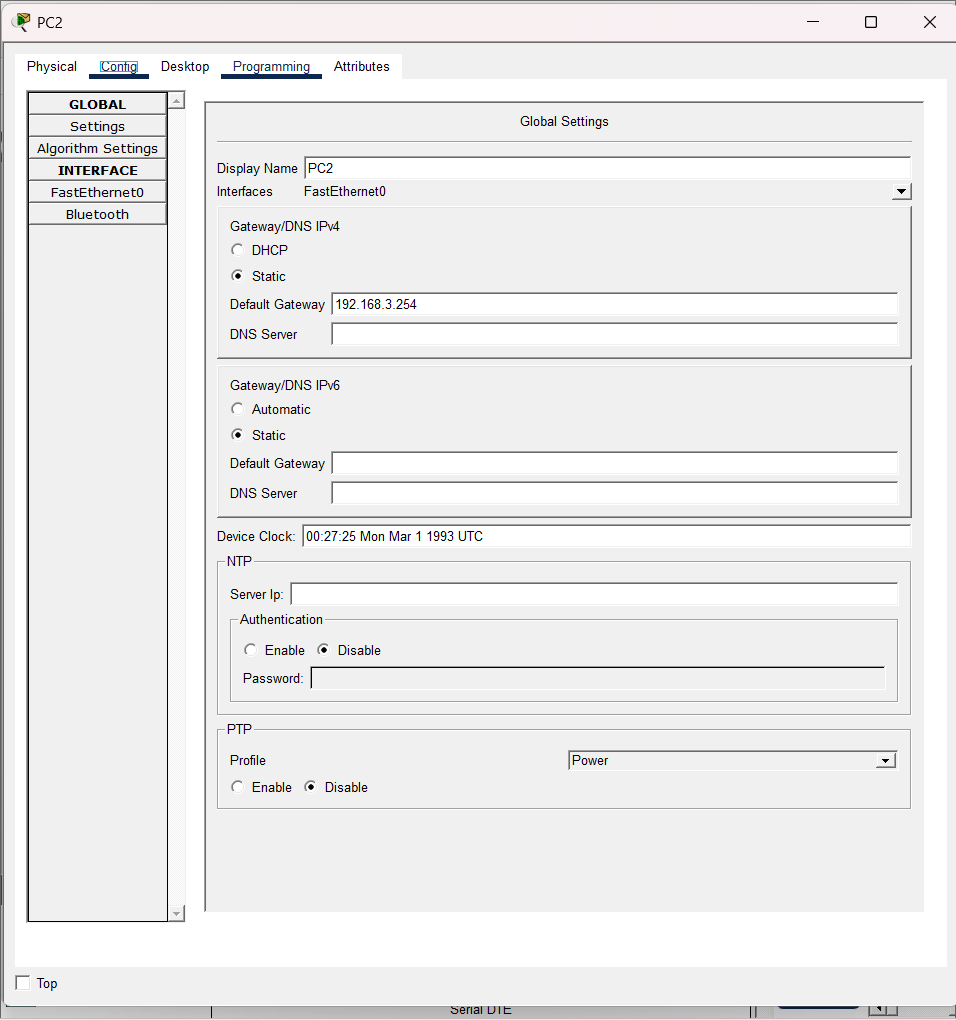 PC2
Physical Config Desktop Programming Attributes
GLOBAL
Settings
Algorithm Settings
INTERFACE
FastEthernet0
Bluetooth
Global Settings
Display Name PC2
Interfaces FastEthernet0
Gateway/DNS IPv4
DHCP
Static
Default Gateway 192.168.3.254
DNS Server
Gateway/DNS IPv6
Automatic
Static
Default Gateway
DNS Server
Device Clock: 00:27:25 Mon Mar 1 1993 UTC
NTP
Server Ip:
Authentication
Enable Disable
Password:
PTP
Profile Power
Enable Disable
Top
Serial DTE